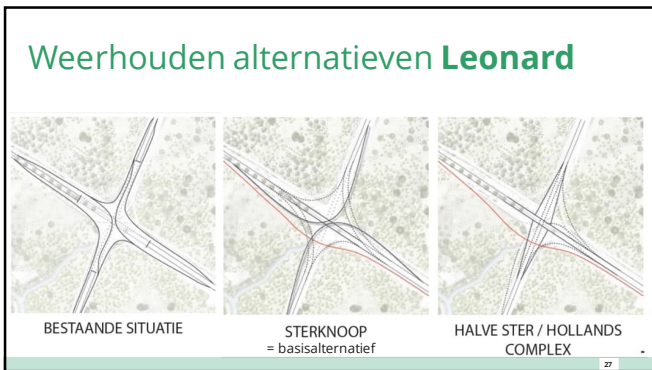 Weerhouden alternatieven Leonard
BESTAANDE SITUATIE
STERKNOOP
= basisalternatief
HALVE STER / HOLLANDS
COMPLEX
27